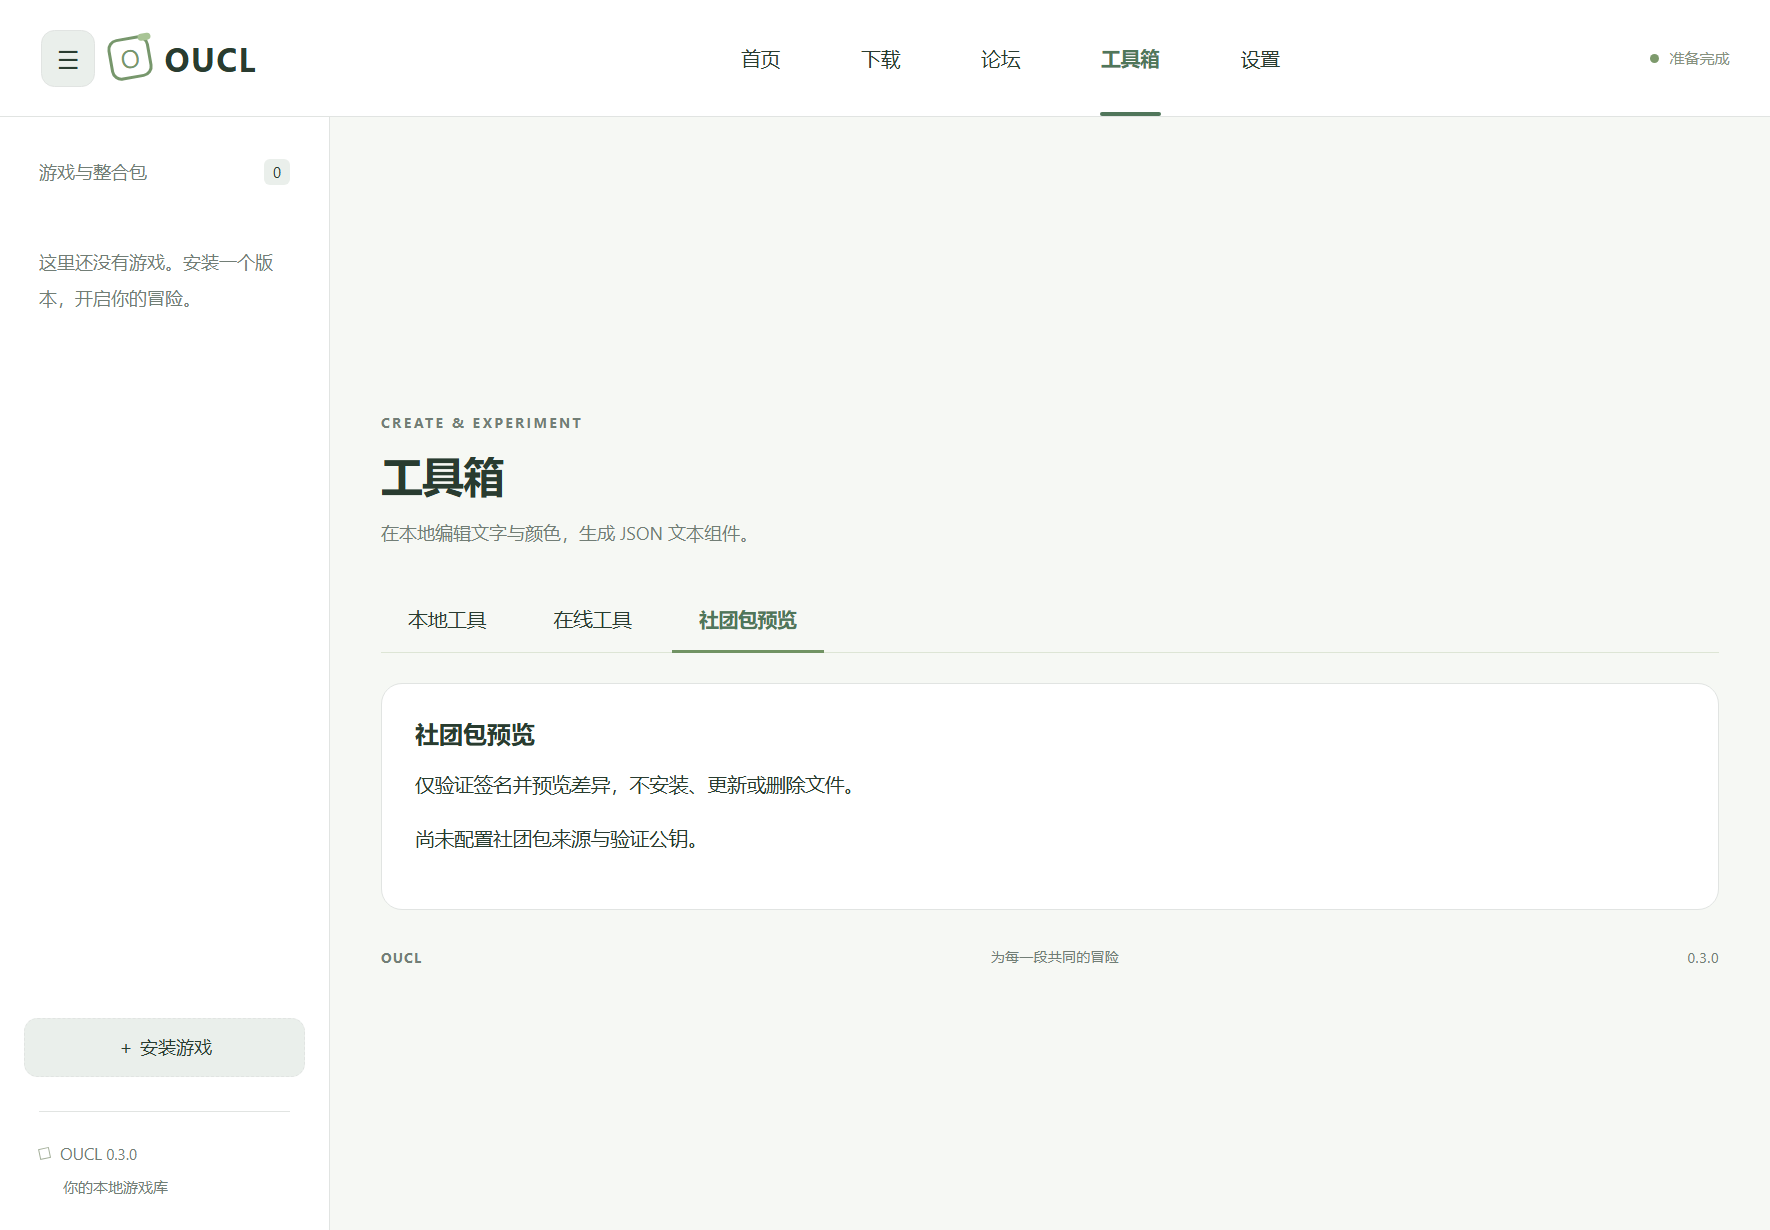 ☰ O OUCL
首页 下载 论坛 工具箱 设置
准备完成
游戏与整合包 0
这里还没有游戏。安装一个版
本，开启你的冒险。
+ 安装游戏
OUCL 0.3.0
你的本地游戏库
CREATE & EXPERIMENT
工具箱
在本地编辑文字与颜色，生成 JSON 文本组件。
本地工具 在线工具 社团包预览
社团包预览
仅验证签名并预览差异，不安装、更新或删除文件。
尚未配置社团包来源与验证公钥。
OUCL 为每一段共同的冒险 0.3.0